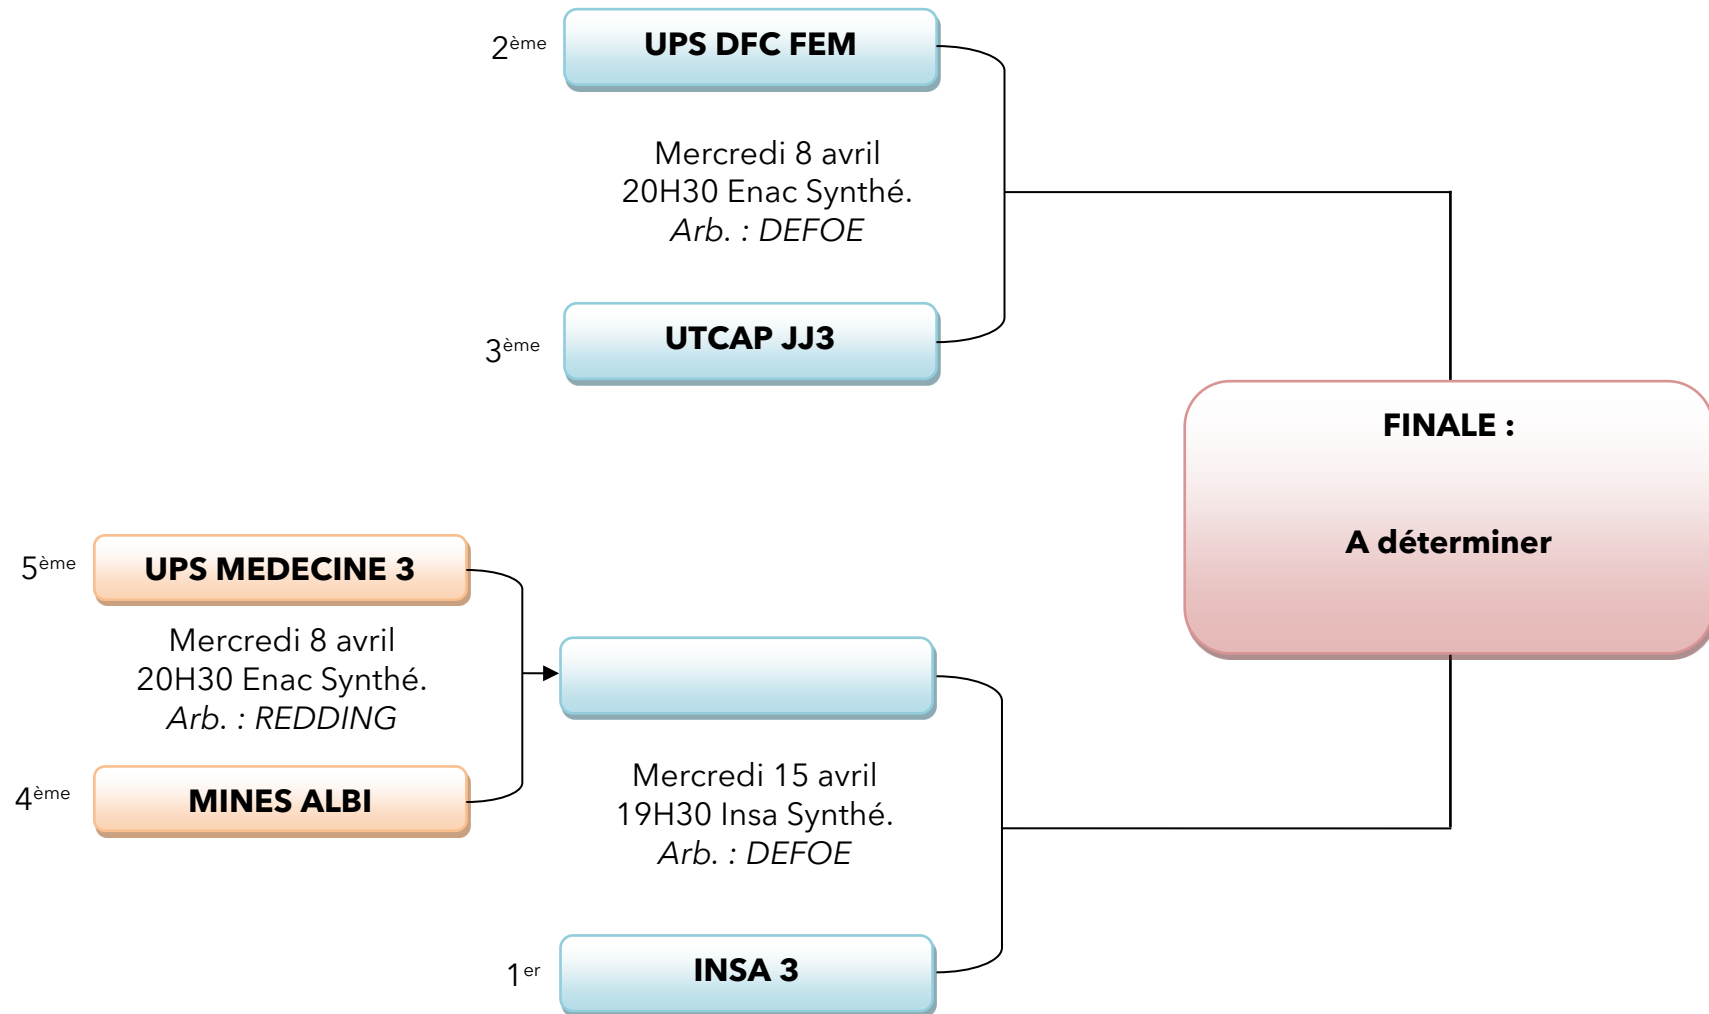 2ème
UPS DFC FEM
Mercredi 8 avril
20H30 Enac Synthé.
Arb. : DEFOE
3ème
UTCAP JJ3
FINALE :
A déterminer
5ème
UPS MEDECINE 3
Mercredi 8 avril
20H30 Enac Synthé.
Arb. : REDDING
4ème
MINES ALBI
Mercredi 15 avril
19H30 Insa Synthé.
Arb. : DEFOE
1er
INSA 3